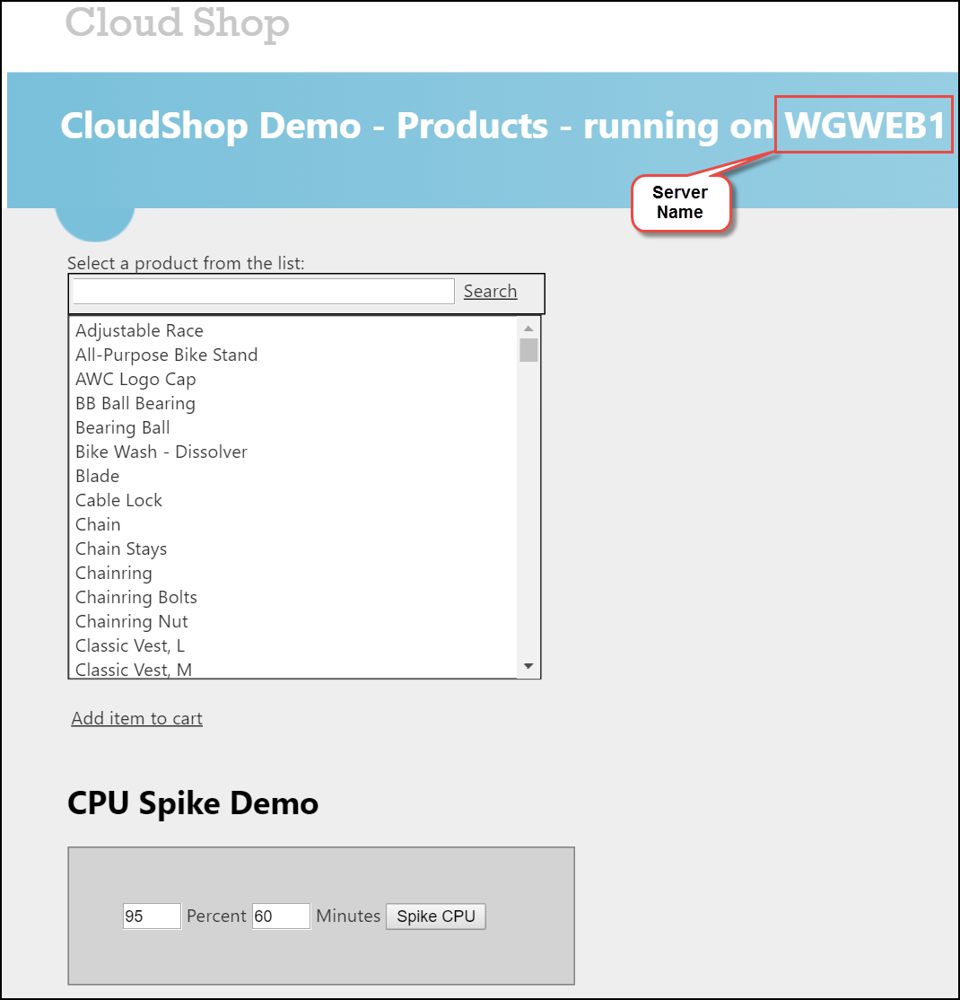 Cloud Shop
CloudShop Demo - Products - running on WGWEB1
Server
Name
Select a product from the list:
Search
Adjustable Race
All-Purpose Bike Stand
AWC Logo Cap
BB Ball Bearing
Bearing Ball
Bike Wash - Dissolver
Blade
Cable Lock
Chain
Chain Stays
Chainring
Chainring Bolts
Chainring Nut
Classic Vest, L
Classic Vest, M
Add item to cart
CPU Spike Demo
95 Percent 60 Minutes Spike CPU